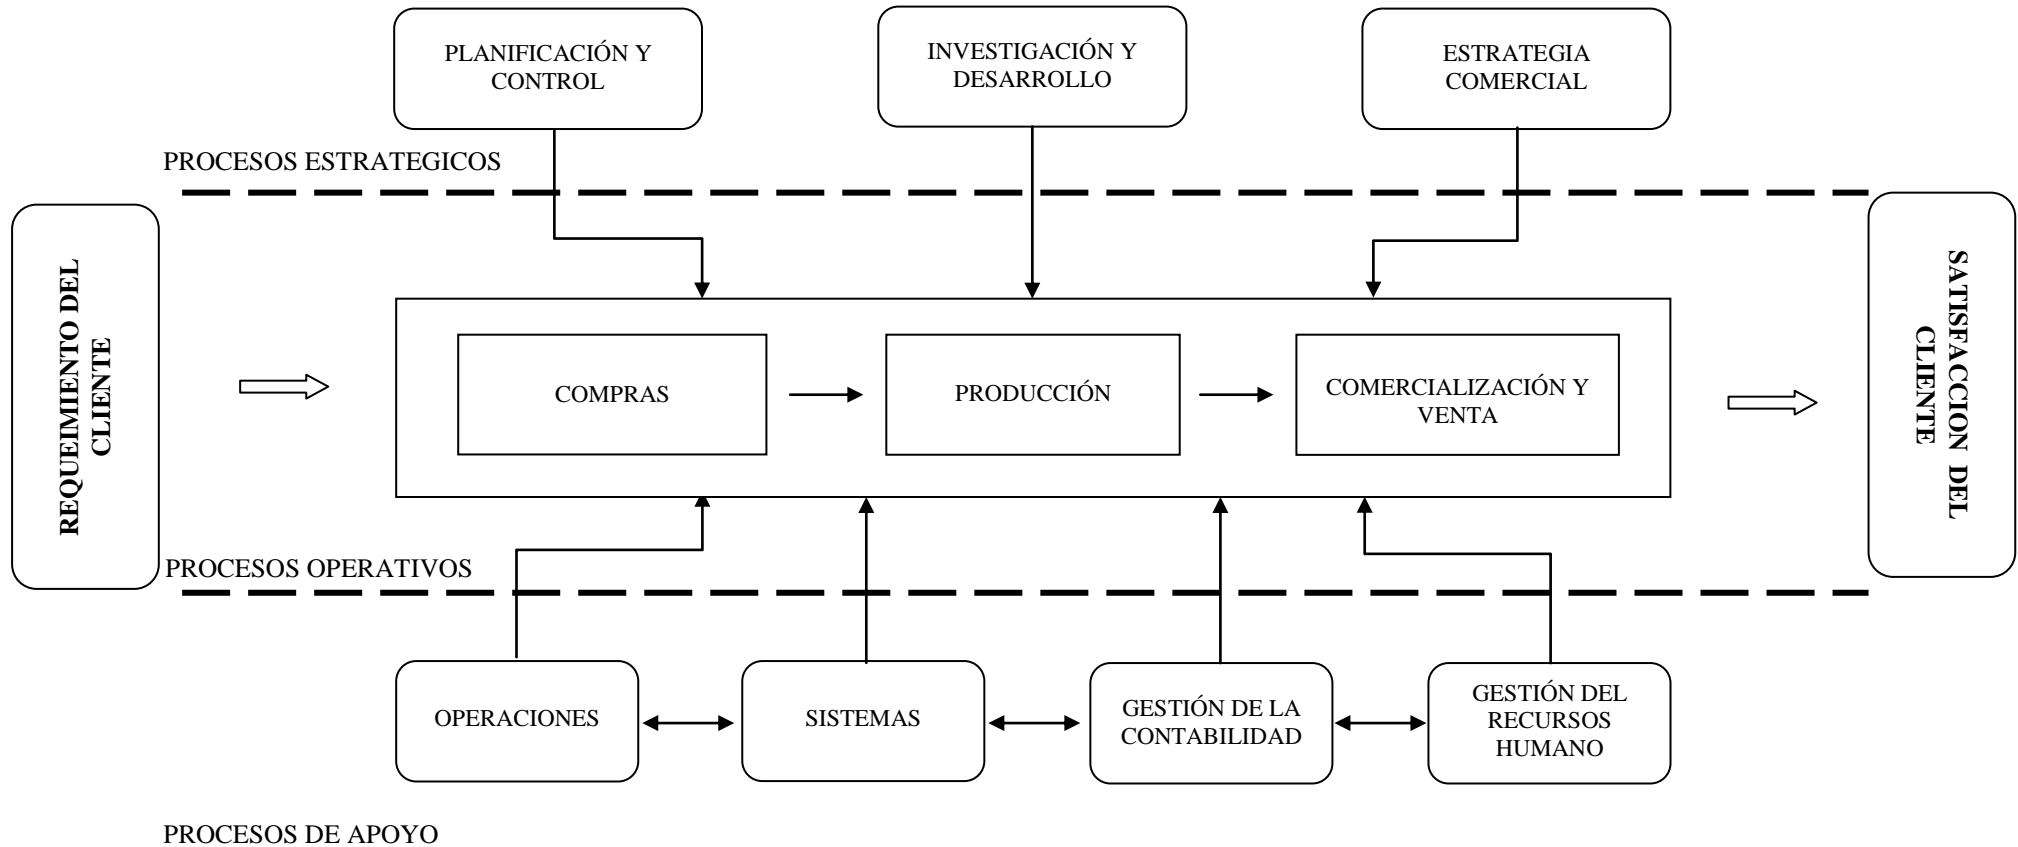 PLANIFICACIÓN Y
CONTROL
INVESTIGACIÓN Y
DESARROLLO
ESTRATEGIA
COMERCIAL
PROCESOS ESTRATEGICOS
REQUEIMIENTO DEL
CLIENTE
COMPRAS
PRODUCCIÓN
COMERCIALIZACIÓN Y
VENTA
SATISFACCION DEL
CLIENTE
PROCESOS OPERATIVOS
OPERACIONES
SISTEMAS
GESTIÓN DE LA
CONTABILIDAD
GESTIÓN DEL
RECURSOS
HUMANO
PROCESOS DE APOYO